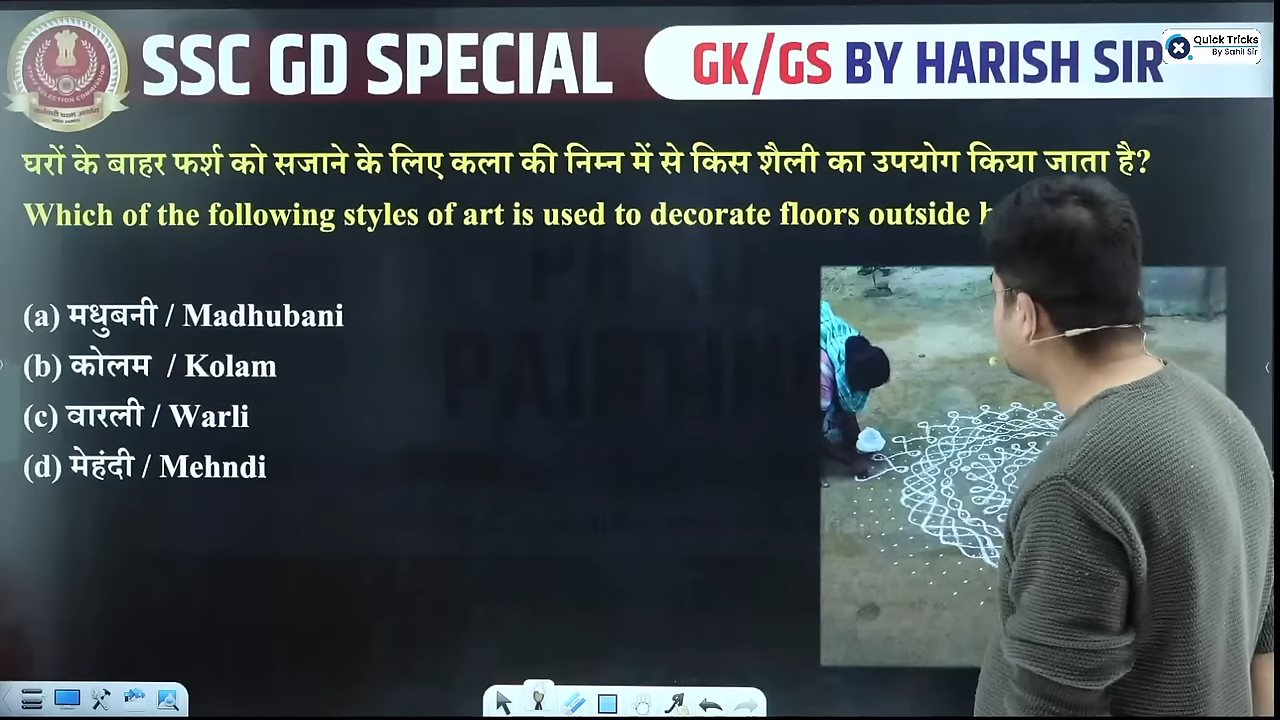 SSC GD SPECIAL
GK/GS BY HARISH SIR
Quick Tricks
By Sahil Sir
घरों के बाहर फर्श को सजाने के लिए कला की निम्न में से किस शैली का उपयोग किया जाता है?
Which of the following styles of art is used to decorate floors outside
(a) मधुबनी / Madhubani
(b) कोलम / Kolam
(c) वारली / Warli
(d) मेहंदी / Mehndi